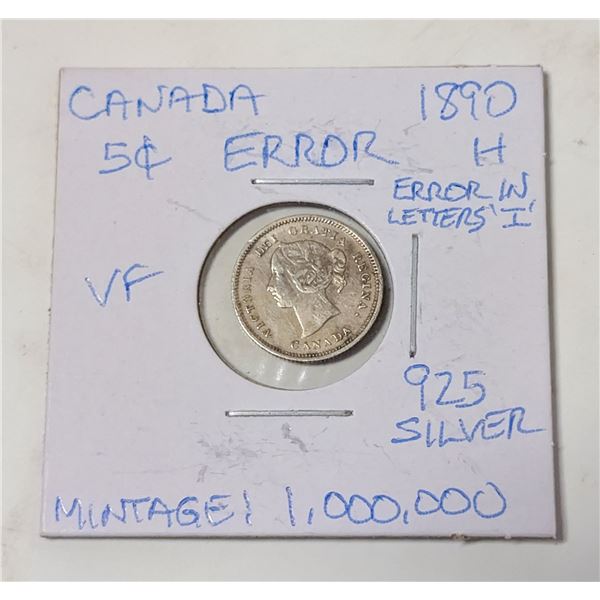 CANADA 1890
5¢ ERROR H
ERROR IN
LETTERS 'I'
VF
VICTORIA DEI GRATIA REGINA.
CANADA
925
SILVER
MINTAGE: 1,000,000